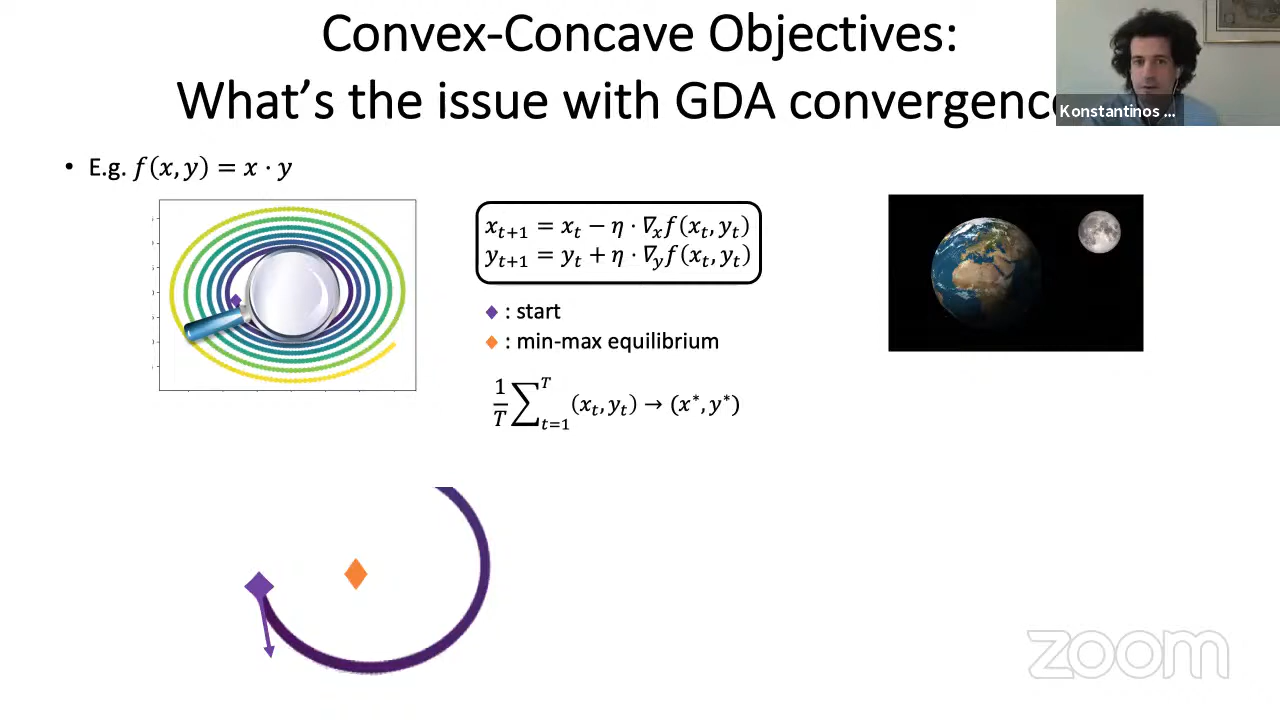 Convex-Concave Objectives:
What's the issue with GDA convergence
Konstantinos ...
• E.g. f(x, y) = x · y
x_{t+1} = x_t − η · ∇_x f(x_t, y_t)
y_{t+1} = y_t + η · ∇_y f(x_t, y_t)
: start
: min-max equilibrium
1/T ∑_{t=1}^{T} (x_t, y_t) → (x*, y*)
zoom